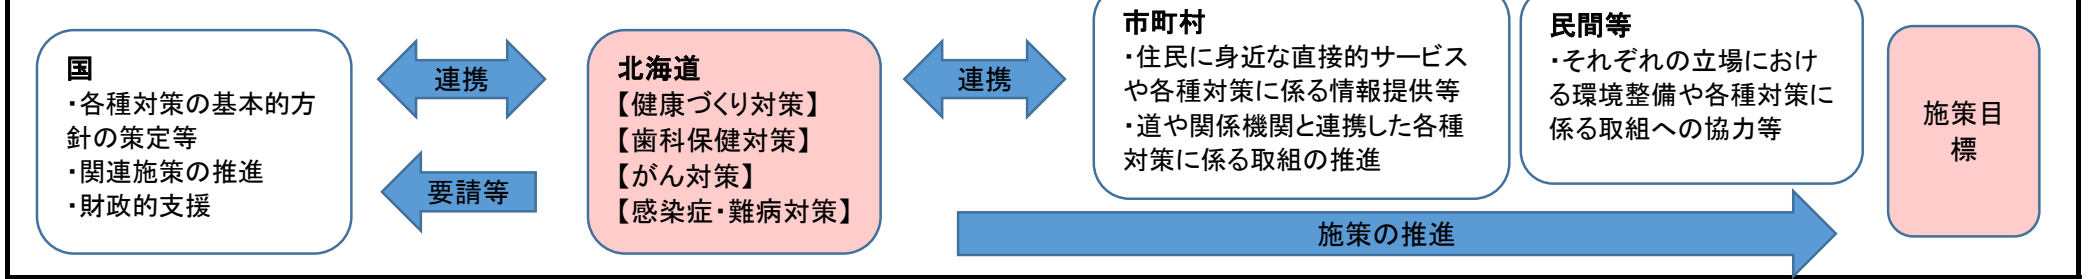 国
・各種対策の基本的方
針の策定等
・関連施策の推進
・財政的支援
連携
要請等
北海道
【健康づくり対策】
【歯科保健対策】
【がん対策】
【感染症・難病対策】
連携
市町村
・住民に身近な直接的サービス
や各種対策に係る情報提供等
・道や関係機関と連携した各種
対策に係る取組の推進
民間等
・それぞれの立場におけ
る環境整備や各種対策に
係る取組への協力等
施策の推進
施策目
標